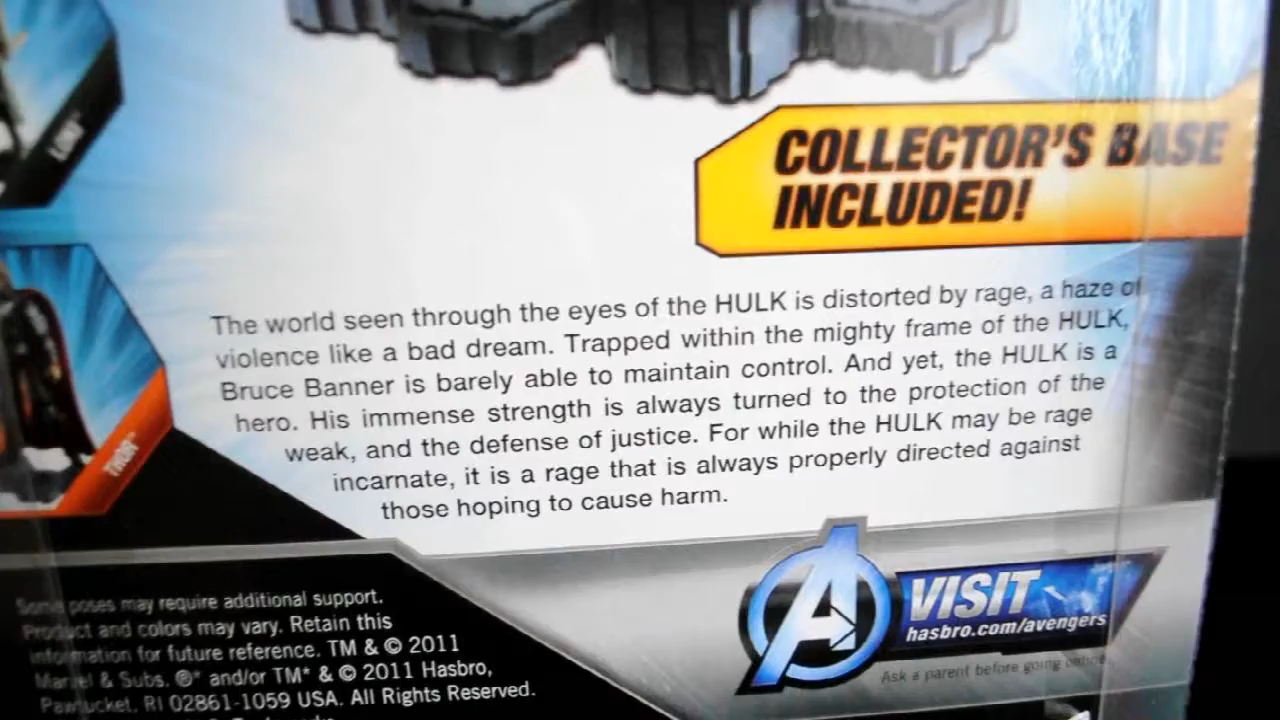 LOKI
COLLECTOR'S BASE
INCLUDED!
The world seen through the eyes of the HULK is distorted by rage, a haze of
violence like a bad dream. Trapped within the mighty frame of the HULK,
Bruce Banner is barely able to maintain control. And yet, the HULK is a
hero. His immense strength is always turned to the protection of the
weak, and the defense of justice. For while the HULK may be rage
incarnate, it is a rage that is always properly directed against
those hoping to cause harm.
THOR™
Some poses may require additional support.
Product and colors may vary. Retain this
information for future reference. TM & © 2011
Marvel & Subs. ®* and/or TM* & © 2011 Hasbro,
Pawtucket, RI 02861-1059 USA. All Rights Reserved.
A
VISIT
hasbro.com/avengers
Ask a parent before going online